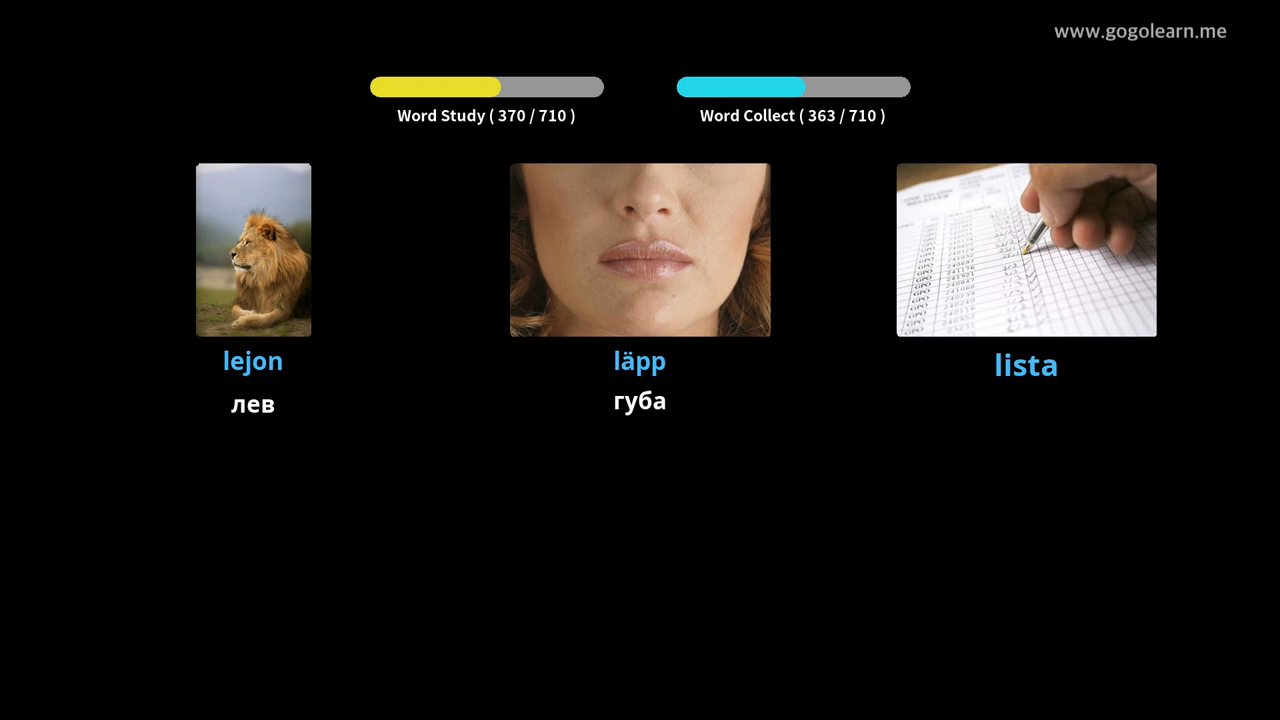 www.gogolearn.me
Word Study ( 370 / 710 )
Word Collect ( 363 / 710 )
lejon
läpp
lista
лев
губа